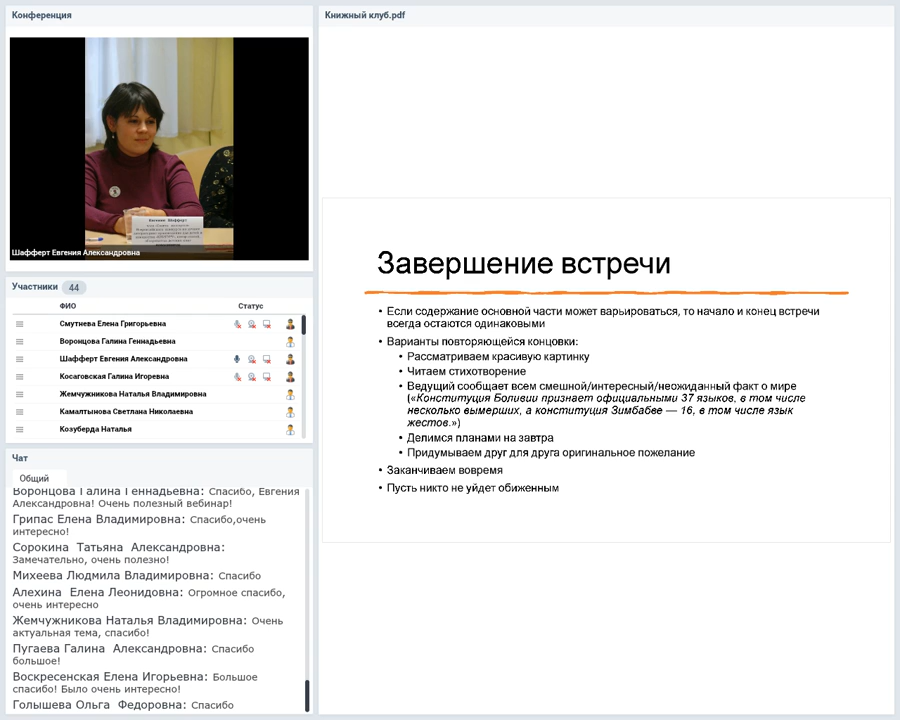 Конференция
Шафферт Евгения Александровна
Участники 44
ФИО Статус
Смутнева Елена Григорьевна
Воронцова Галина Геннадьевна
Шафферт Евгения Александровна
Косаговская Галина Игоревна
Жемчужникова Наталья Владимировна
Камалтынова Светлана Николаевна
Козуберда Наталья
Чат
Общий
Воронцова Галина Геннадьевна: Спасибо, Евгения
Александровна! Очень полезный вебинар!
Грипас Елена Владимировна: Спасибо,очень
интересно!
Сорокина Татьяна Александровна:
Замечательно, очень полезно!
Михеева Людмила Владимировна: Спасибо
Алехина Елена Леонидовна: Огромное спасибо,
очень интересно
Жемчужникова Наталья Владимировна: Очень
актуальная тема, спасибо!
Пугаева Галина Александровна: Спасибо
большое!
Воскресенская Елена Игорьевна: Большое
спасибо! Было очень интересно!
Голышева Ольга Федоровна: Спасибо
Книжный клуб.pdf
Завершение встречи
• Если содержание основной части может варьироваться, то начало и конец встречи
всегда остаются одинаковыми
• Варианты повторяющейся концовки:
• Рассматриваем красивую картинку
• Читаем стихотворение
• Ведущий сообщает всем смешной/интересный/неожиданный факт о мире
(«Конституция Боливии признает официальными 37 языков, в том числе
несколько вымерших, а конституция Зимбабве — 16, в том числе язык
жестов.»)
• Делимся планами на завтра
• Придумываем друг для друга оригинальное пожелание
• Заканчиваем вовремя
• Пусть никто не уйдет обиженным